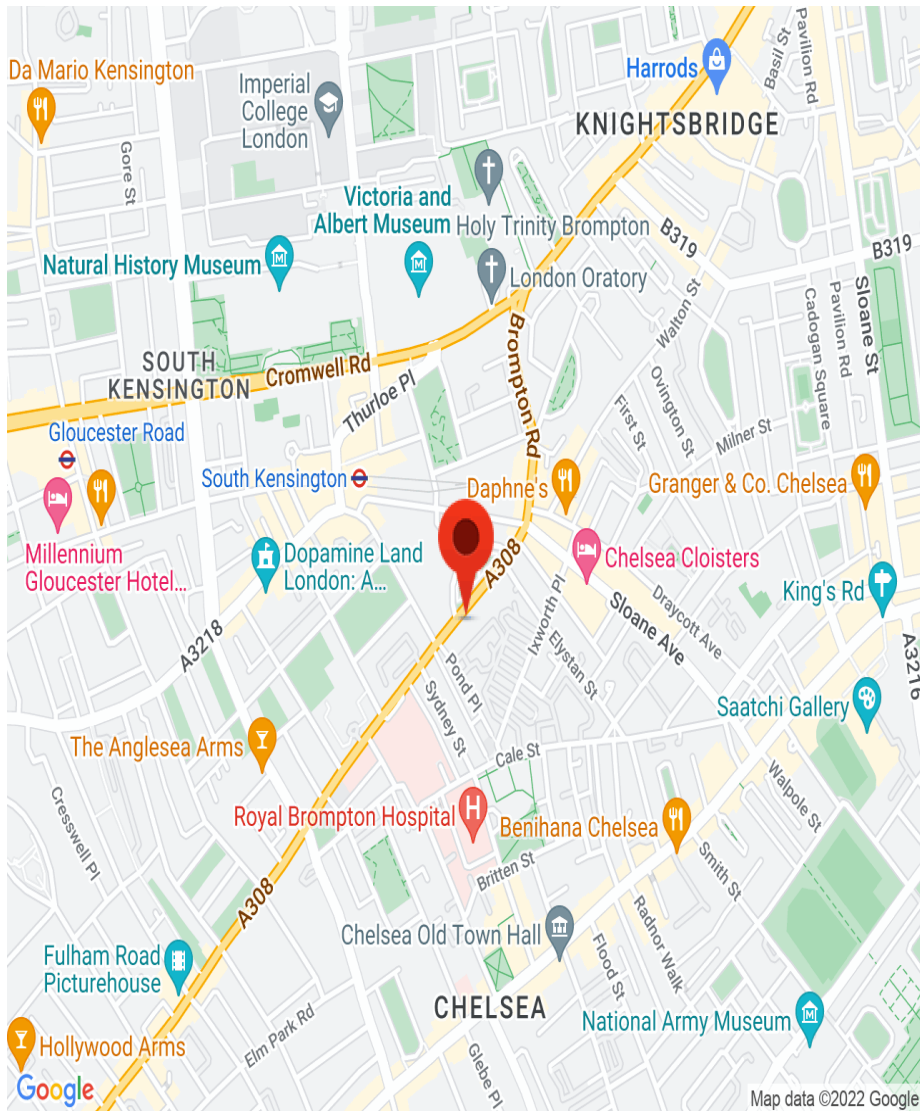 Da Mario Kensington
Imperial
College
London
Harrods
Basil St
Pavilion Rd
KNIGHTSBRIDGE
Gore St
Victoria and
Albert Museum
Holy Trinity Brompton
B319
B319
Natural History Museum
London Oratory
Walton St
Cadogan Square
Pavilion Rd
Sloane St
SOUTH
KENSINGTON
Cromwell Rd
Thurloe Pl
Brompton Rd
Ovington St
First St
Milner St
Gloucester Road
South Kensington
Daphne's
Granger & Co. Chelsea
Millennium
Gloucester Hotel...
Dopamine Land
London: A...
A308
Chelsea Cloisters
King's Rd
Ixworth Pl
Sloane Ave
Draycott Ave
A3218
Elystan St
A3216
Pond Pl
Sydney St
Saatchi Gallery
The Anglesea Arms
Cale St
Walpole St
Cresswell Pl
Royal Brompton Hospital
H
Benihana Chelsea
Britten St
Smith St
A308
Radnor Walk
Chelsea Old Town Hall
Flood St
Fulham Road
Picturehouse
CHELSEA
National Army Museum
Elm Park Rd
Hollywood Arms
Glebe Pl
Google
Map data ©2022 Google